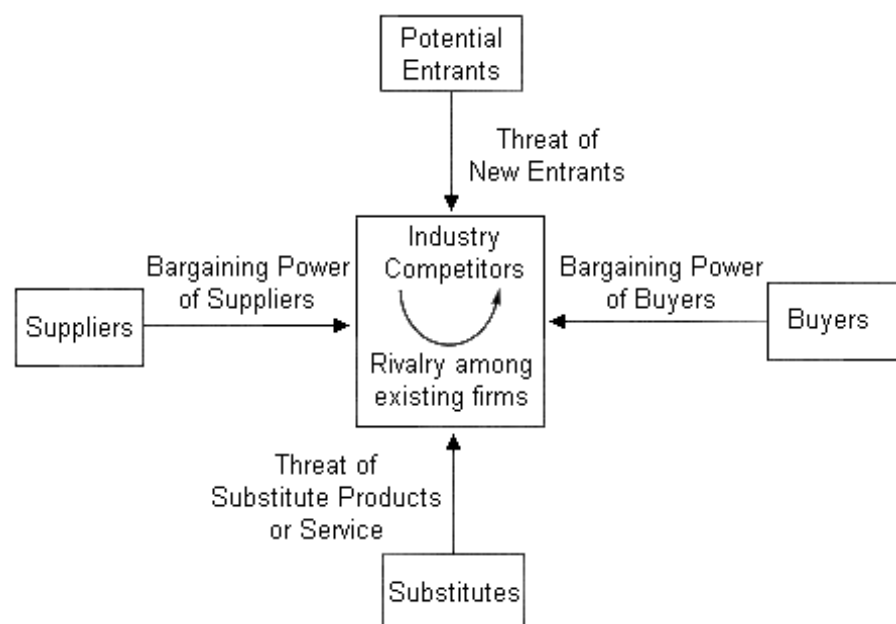 Potential
Entrants
Threat of
New Entrants
Industry
Competitors
Bargaining Power
of Suppliers
Bargaining Power
of Buyers
Suppliers
Buyers
Rivalry among
existing firms
Threat of
Substitute Products
or Service
Substitutes